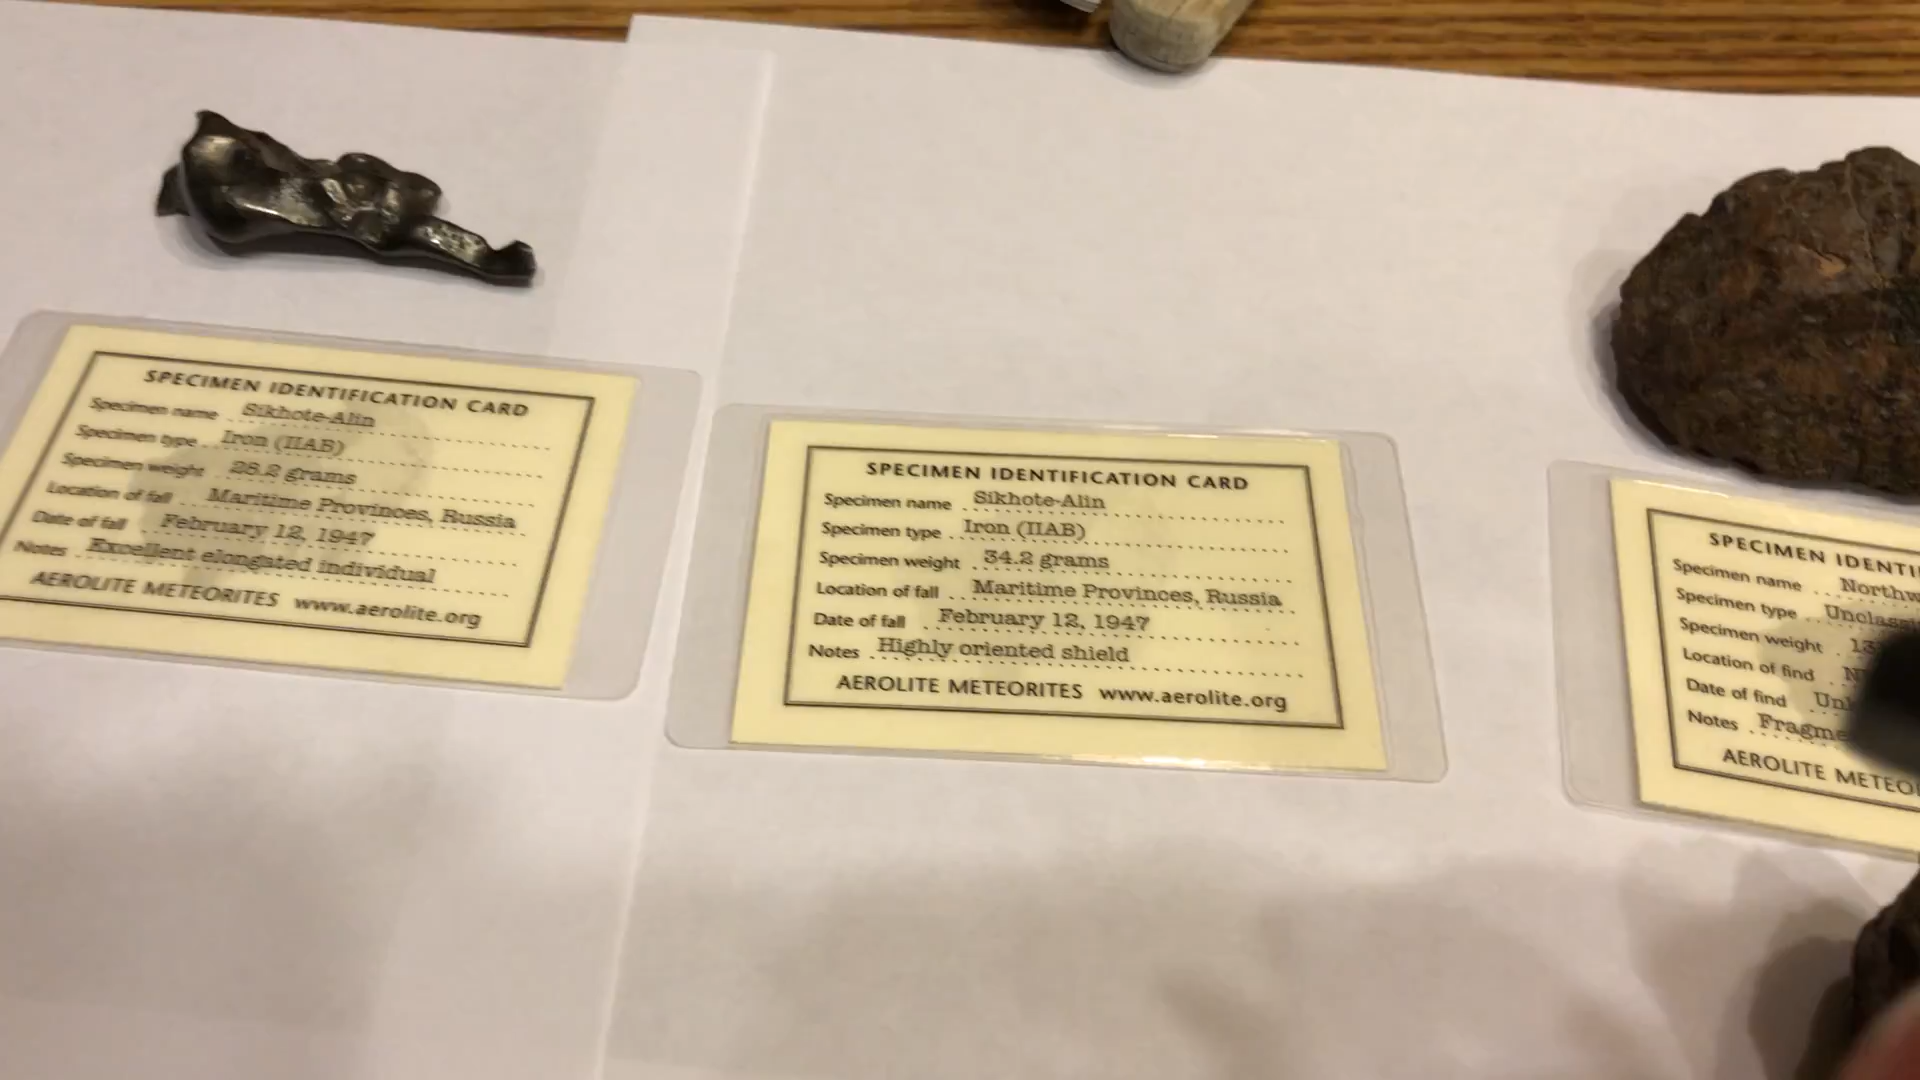 SPECIMEN IDENTIFICATION CARD
Specimen name Sikhote-Alin
Specimen type Iron (IIAB)
Specimen weight 28.2 grams
Location of fall Maritime Provinces, Russia
Date of fall February 12, 1947
Notes Excellent elongated individual
AEROLITE METEORITES www.aerolite.org
SPECIMEN IDENTIFICATION CARD
Specimen name Sikhote-Alin
Specimen type Iron (IIAB)
Specimen weight 34.2 grams
Location of fall Maritime Provinces, Russia
Date of fall February 12, 1947
Notes Highly oriented shield
AEROLITE METEORITES www.aerolite.org
SPECIMEN
Specimen name
Specimen type
Specimen weight
Location of find
Date of find
Notes
AEROLITE